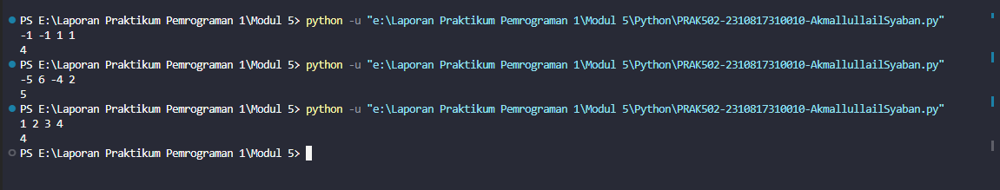 PS E:\Laporan Praktikum Pemrograman 1\Modul 5> python -u "e:\Laporan Praktikum Pemrograman 1\Modul 5\Python\PRAK502-2310817310010-AkmallullailSyaban.py"
-1 -1 1 1
4
PS E:\Laporan Praktikum Pemrograman 1\Modul 5> python -u "e:\Laporan Praktikum Pemrograman 1\Modul 5\Python\PRAK502-2310817310010-AkmallullailSyaban.py"
-5 6 -4 2
5
PS E:\Laporan Praktikum Pemrograman 1\Modul 5> python -u "e:\Laporan Praktikum Pemrograman 1\Modul 5\Python\PRAK502-2310817310010-AkmallullailSyaban.py"
1 2 3 4
4
PS E:\Laporan Praktikum Pemrograman 1\Modul 5>